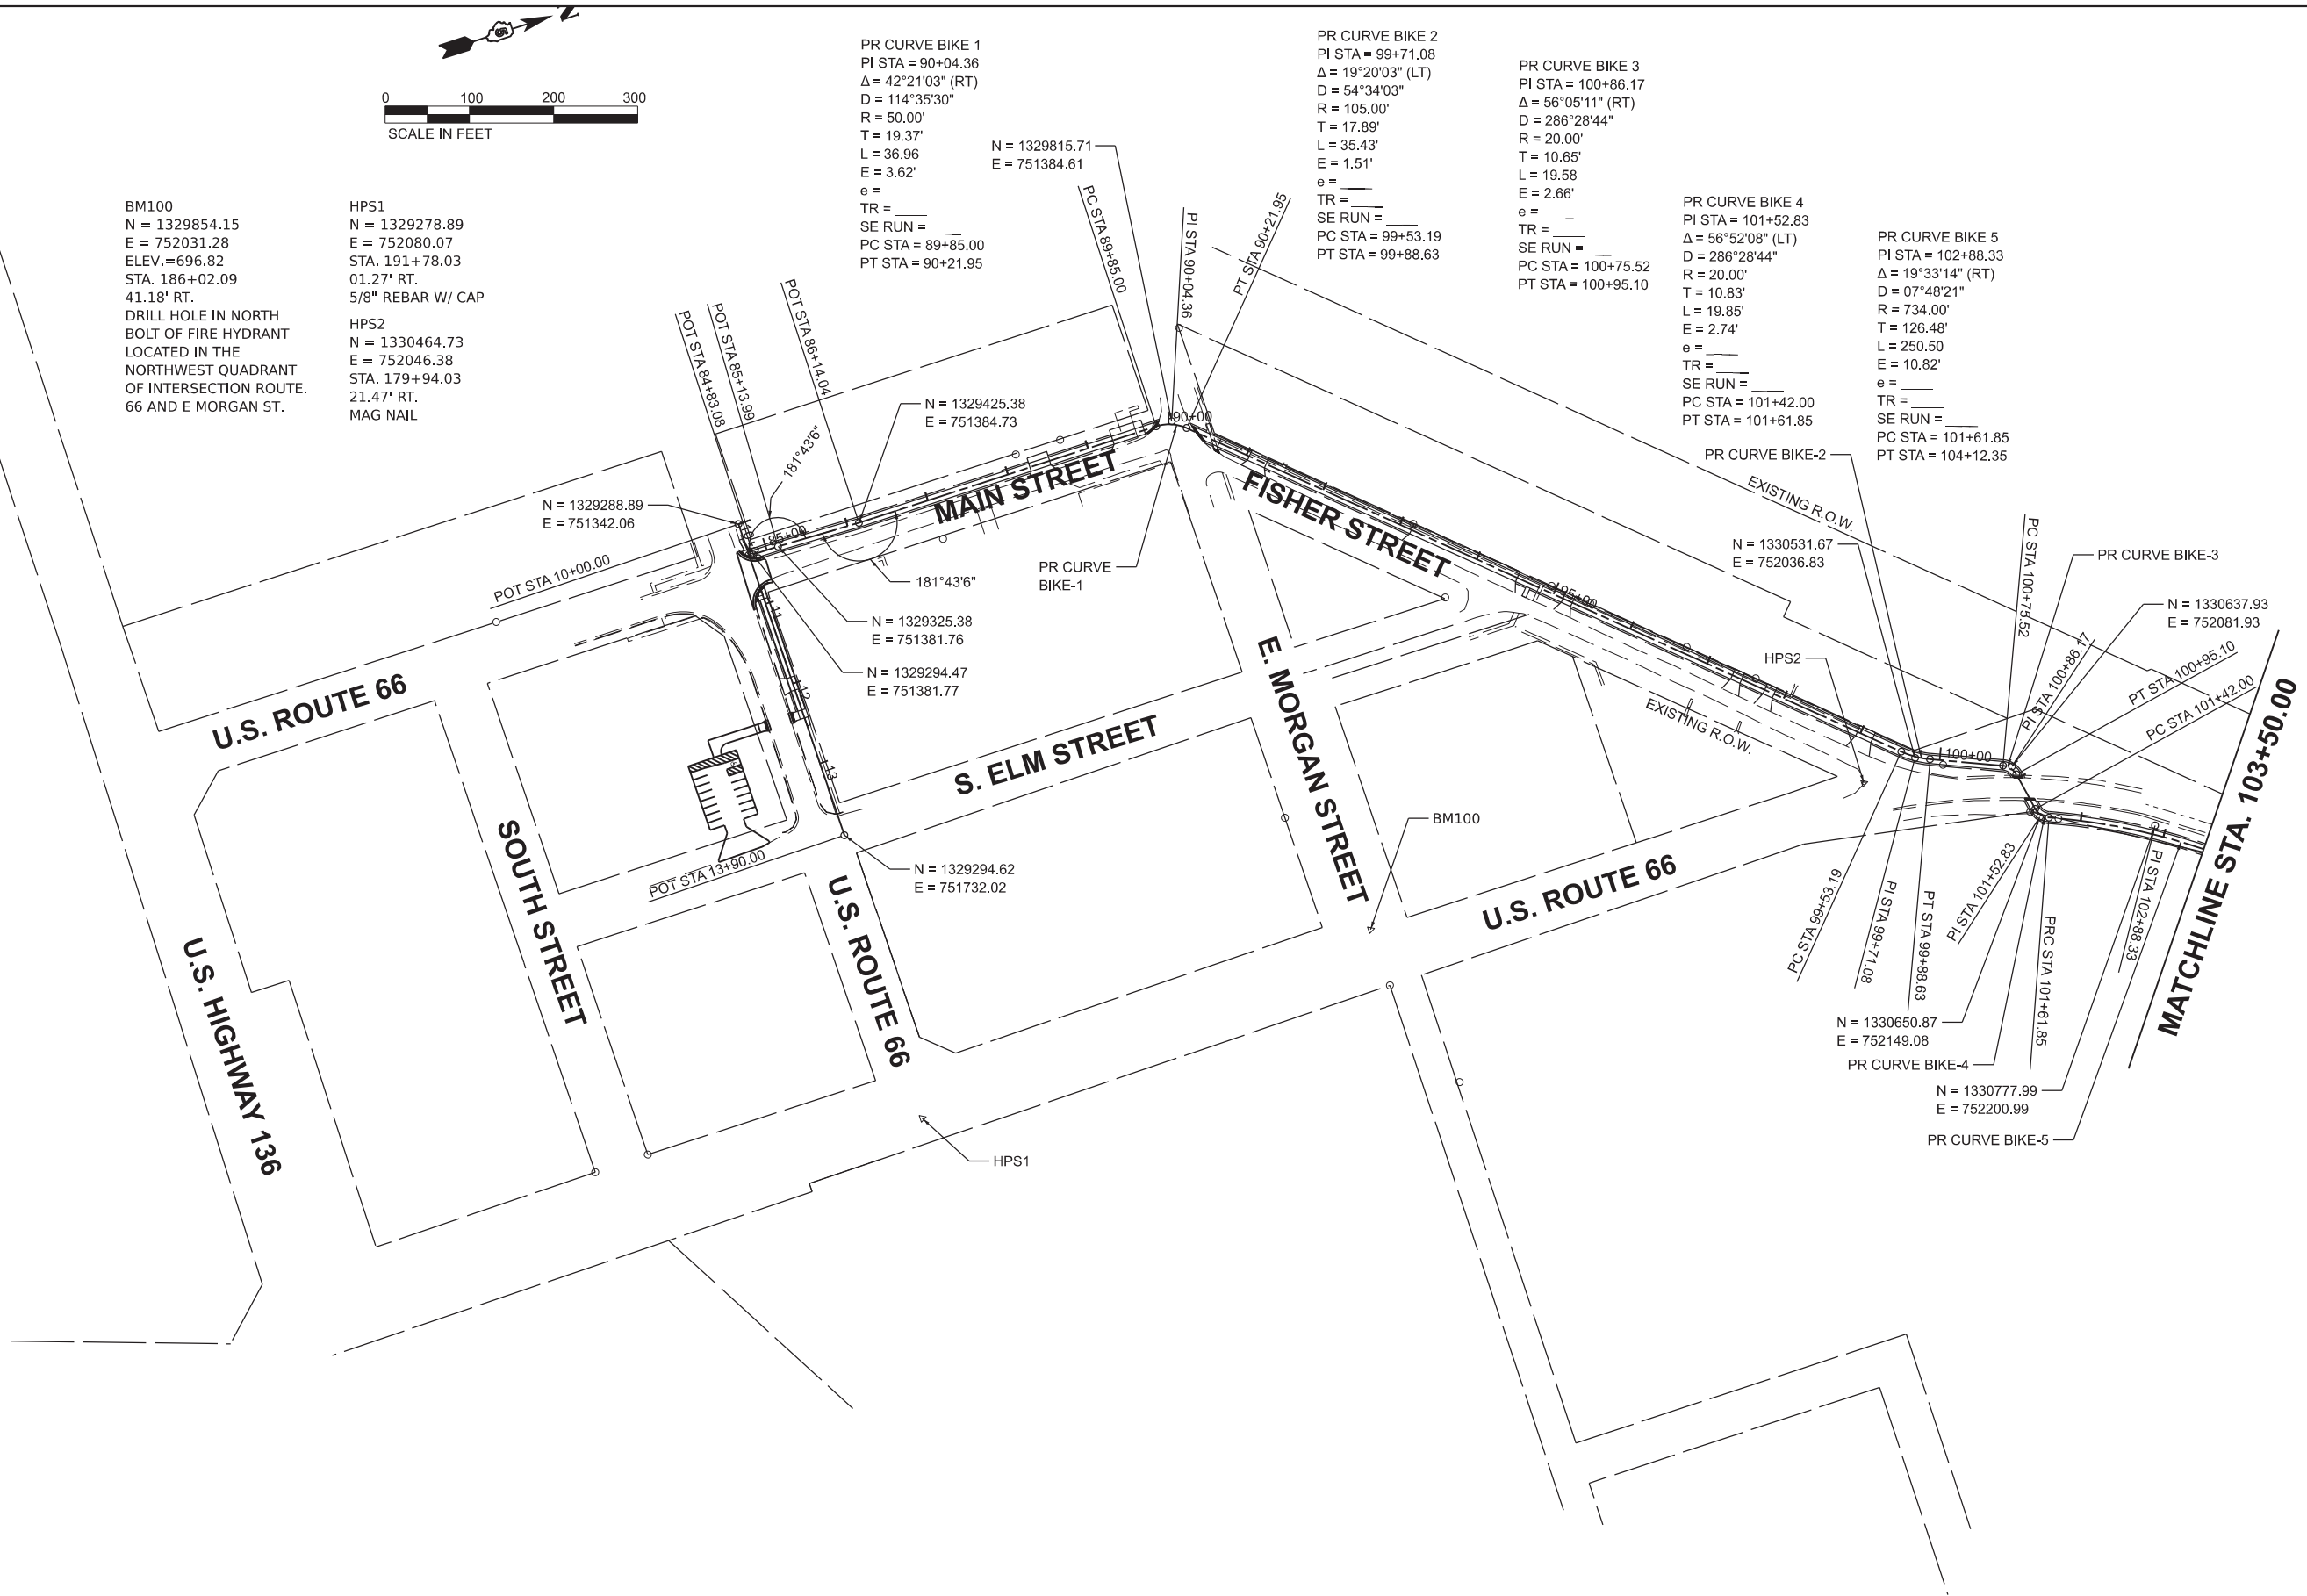 N
5
0 100 200 300
SCALE IN FEET
BM100
N = 1329854.15
E = 752031.28
ELEV.=696.82
STA. 186+02.09
41.18' RT.
DRILL HOLE IN NORTH
BOLT OF FIRE HYDRANT
LOCATED IN THE
NORTHWEST QUADRANT
OF INTERSECTION ROUTE.
66 AND E MORGAN ST.
HPS1
N = 1329278.89
E = 752080.07
STA. 191+78.03
01.27' RT.
5/8" REBAR W/ CAP
HPS2
N = 1330464.73
E = 752046.38
STA. 179+94.03
21.47' RT.
MAG NAIL
PR CURVE BIKE 1
PI STA = 90+04.36
Δ = 42°21'03" (RT)
D = 114°35'30"
R = 50.00'
T = 19.37'
L = 36.96
E = 3.62'
e = ____
TR = ____
SE RUN = ____
PC STA = 89+85.00
PT STA = 90+21.95
PR CURVE BIKE 2
PI STA = 99+71.08
Δ = 19°20'03" (LT)
D = 54°34'03"
R = 105.00'
T = 17.89'
L = 35.43'
E = 1.51'
e = ____
TR = ____
SE RUN = ____
PC STA = 99+53.19
PT STA = 99+88.63
PR CURVE BIKE 3
PI STA = 100+86.17
Δ = 56°05'11" (RT)
D = 286°28'44"
R = 20.00'
T = 10.65'
L = 19.58
E = 2.66'
e = ____
TR = ____
SE RUN = ____
PC STA = 100+75.52
PT STA = 100+95.10
PR CURVE BIKE 4
PI STA = 101+52.83
Δ = 56°52'08" (LT)
D = 286°28'44"
R = 20.00'
T = 10.83'
L = 19.85'
E = 2.74'
e = ____
TR = ____
SE RUN = ____
PC STA = 101+42.00
PT STA = 101+61.85
PR CURVE BIKE 5
PI STA = 102+88.33
Δ = 19°33'14" (RT)
D = 07°48'21"
R = 734.00'
T = 126.48'
L = 250.50
E = 10.82'
e = ____
TR = ____
SE RUN = ____
PC STA = 101+61.85
PT STA = 104+12.35
N = 1329815.71
E = 751384.61
PC STA 89+85.00
PI STA 90+04.36
PT STA 90+21.95
POT STA 84+83.08
POT STA 85+13.99
POT STA 86+14.04
N = 1329425.38
E = 751384.73
181°43'6"
N = 1329288.89
E = 751342.06
85+00
90+00
MAIN STREET
FISHER STREET
PR CURVE
BIKE-1
181°43'6"
POT STA 10+00.00
11
12
13
N = 1329325.38
E = 751381.76
N = 1329294.47
E = 751381.77
95+00
EXISTING R.O.W.
EXISTING R.O.W.
PR CURVE BIKE-2
N = 1330531.67
E = 752036.83
HPS2
PC STA 100+75.52
PR CURVE BIKE-3
N = 1330637.93
E = 752081.93
PI STA 100+86.17
PT STA 100+95.10
PC STA 101+42.00
100+00
MATCHLINE STA. 103+50.00
U.S. ROUTE 66
S. ELM STREET
E. MORGAN STREET
BM100
U.S. ROUTE 66
SOUTH STREET
POT STA 13+90.00
N = 1329294.62
E = 751732.02
U.S. ROUTE 66
U.S. HIGHWAY 136
HPS1
PC STA 99+53.19
PI STA 99+71.08
PT STA 99+88.63
PI STA 101+52.83
PRC STA 101+61.85
PI STA 102+88.33
N = 1330650.87
E = 752149.08
PR CURVE BIKE-4
N = 1330777.99
E = 752200.99
PR CURVE BIKE-5